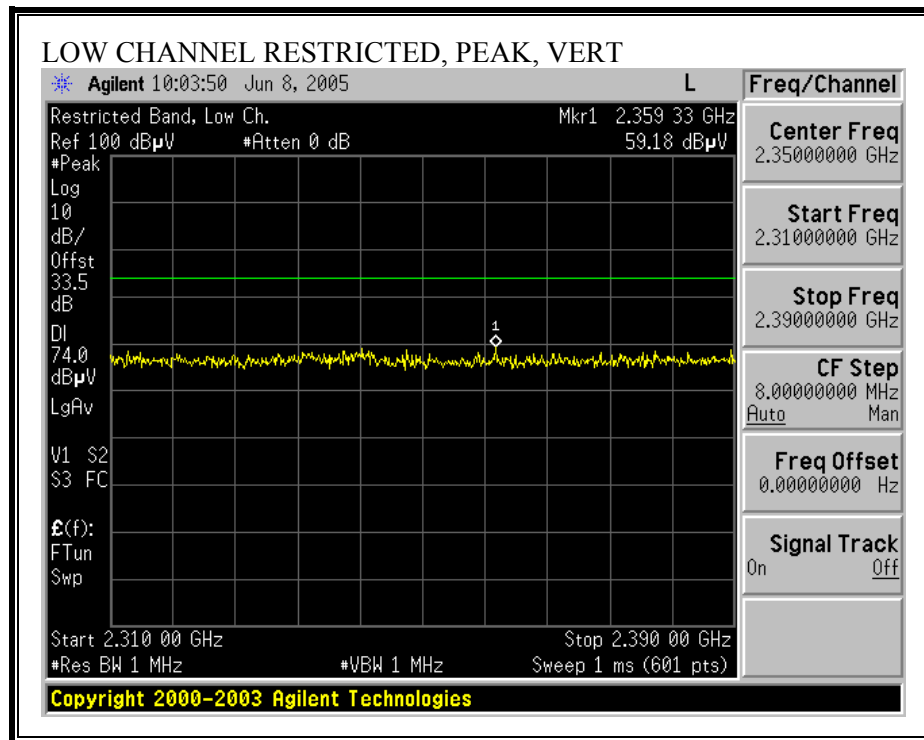 LOW CHANNEL RESTRICTED, PEAK, VERT
Agilent 10:03:50 Jun 8, 2005 L
Restricted Band, Low Ch. Mkr1 2.359 33 GHz
Ref 100 dBµV #Atten 0 dB 59.18 dBµV
#Peak
Log
10
dB/
Offst
33.5
dB
DI
74.0
dBµV
LgAv
V1 S2
S3 FC
£(f):
FTun
Swp
1
Start 2.310 00 GHz Stop 2.390 00 GHz
#Res BW 1 MHz #VBW 1 MHz Sweep 1 ms (601 pts)
Copyright 2000-2003 Agilent Technologies
Freq/Channel
Center Freq
2.35000000 GHz
Start Freq
2.31000000 GHz
Stop Freq
2.39000000 GHz
CF Step
8.00000000 MHz
Auto Man
Freq Offset
0.00000000 Hz
Signal Track
On Off